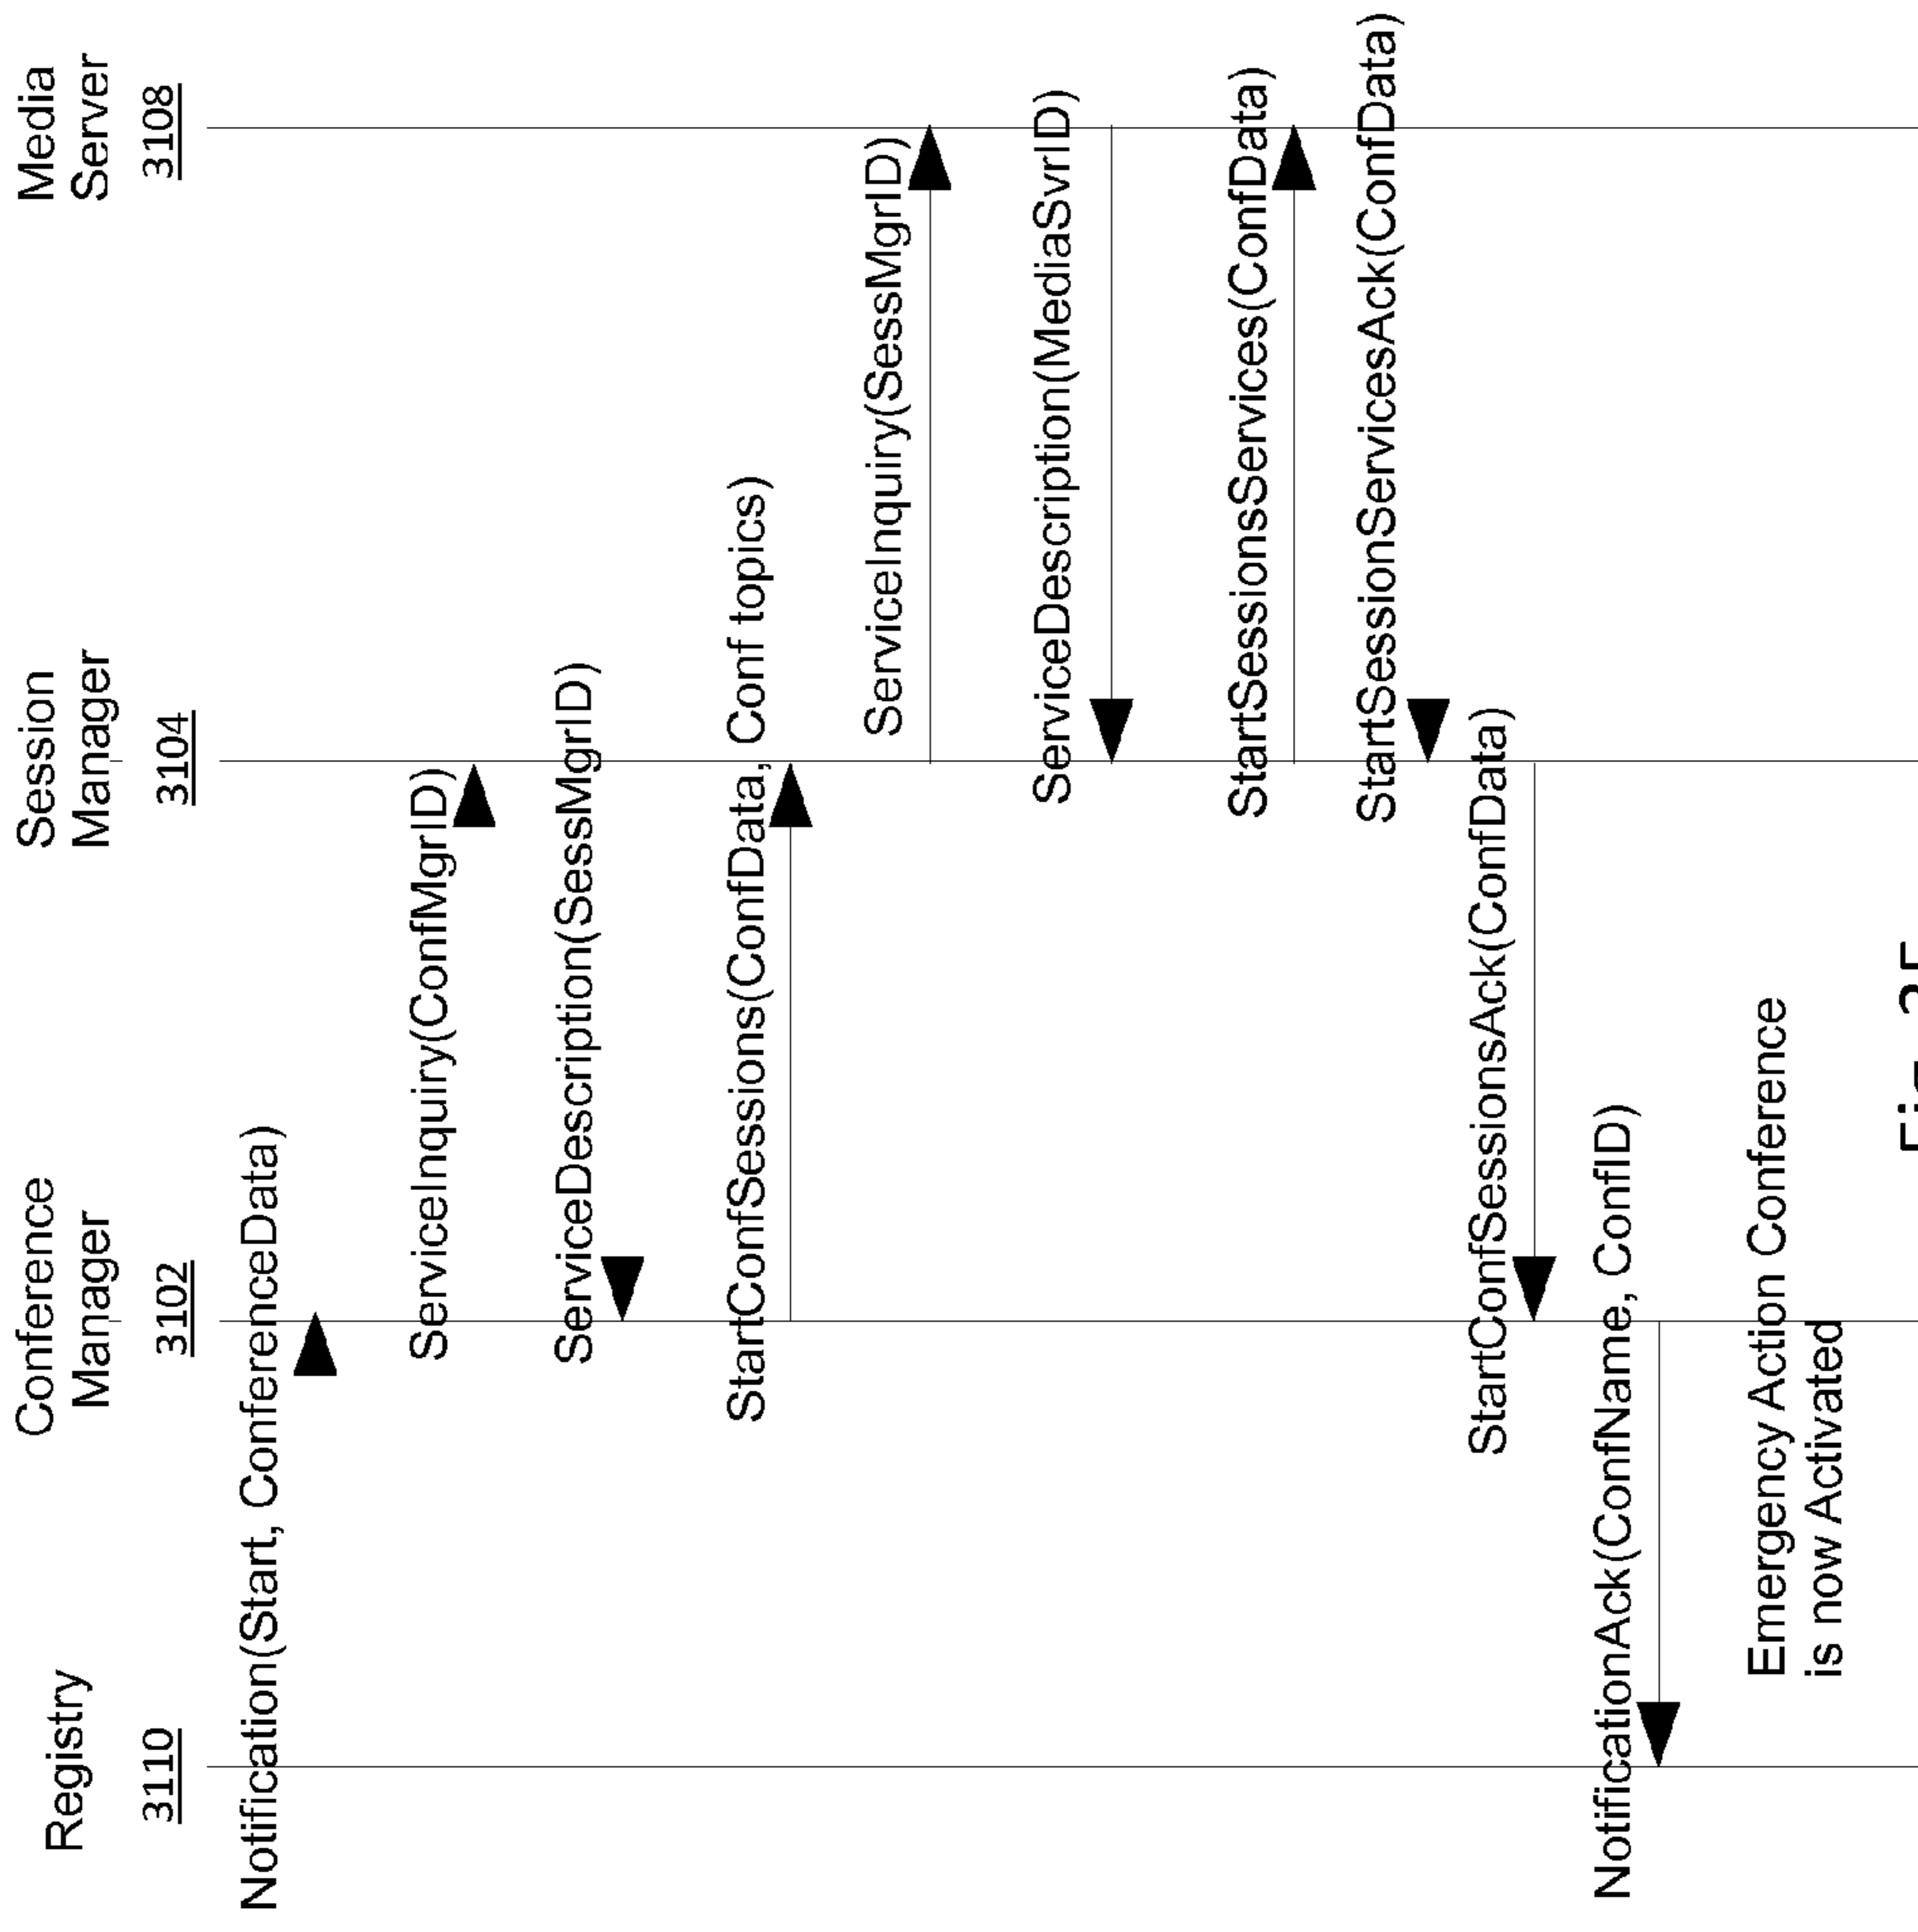 Registry
3110
Conference
Manager
3102
Session
Manager
3104
Media
Server
3108
Notification(Start, ConferenceData)
ServiceInquiry(ConfMgrID)
ServiceDescription(SessMgrID)
StartConfSessions(ConfData, Conf topics)
ServiceInquiry(SessMgrID)
ServiceDescription(MediaSvrID)
StartSessionsServices(ConfData)
StartSessionServicesAck(ConfData)
StartConfSessionsAck(ConfData)
NotificationAck(ConfName, ConfID)
Emergency Action Conference
is now Activated